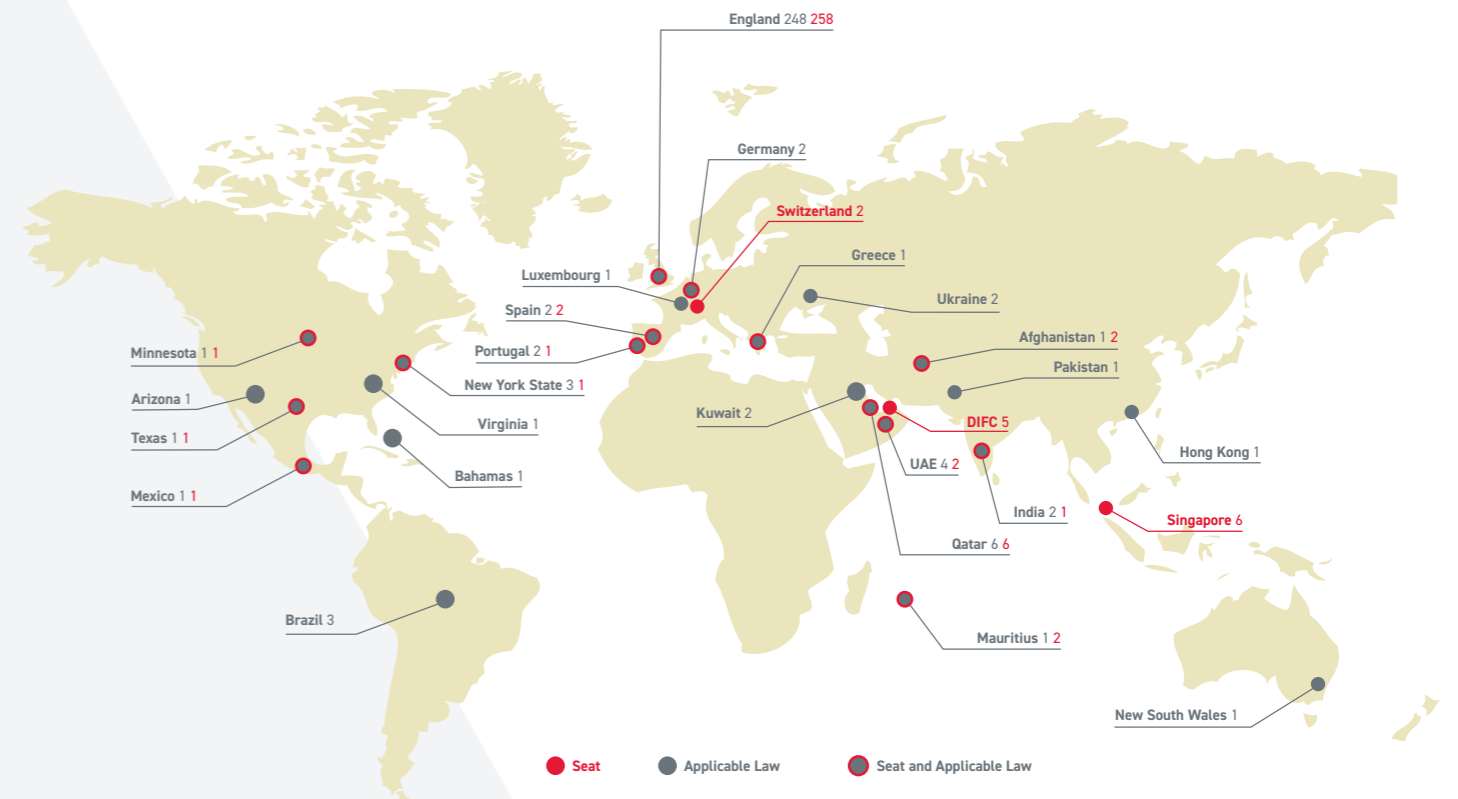 England 248 258
Germany 2
Switzerland 2
Greece 1
Luxembourg 1
Ukraine 2
Spain 2 2
Afghanistan 1 2
Portugal 2 1
Minnesota 1 1
Pakistan 1
New York State 3 1
Arizona 1
Kuwait 2
DIFC 5
Virginia 1
Texas 1 1
Hong Kong 1
UAE 4 2
Bahamas 1
Mexico 1 1
India 2 1
Singapore 6
Qatar 6 6
Brazil 3
Mauritius 1 2
New South Wales 1
Seat
Applicable Law
Seat and Applicable Law